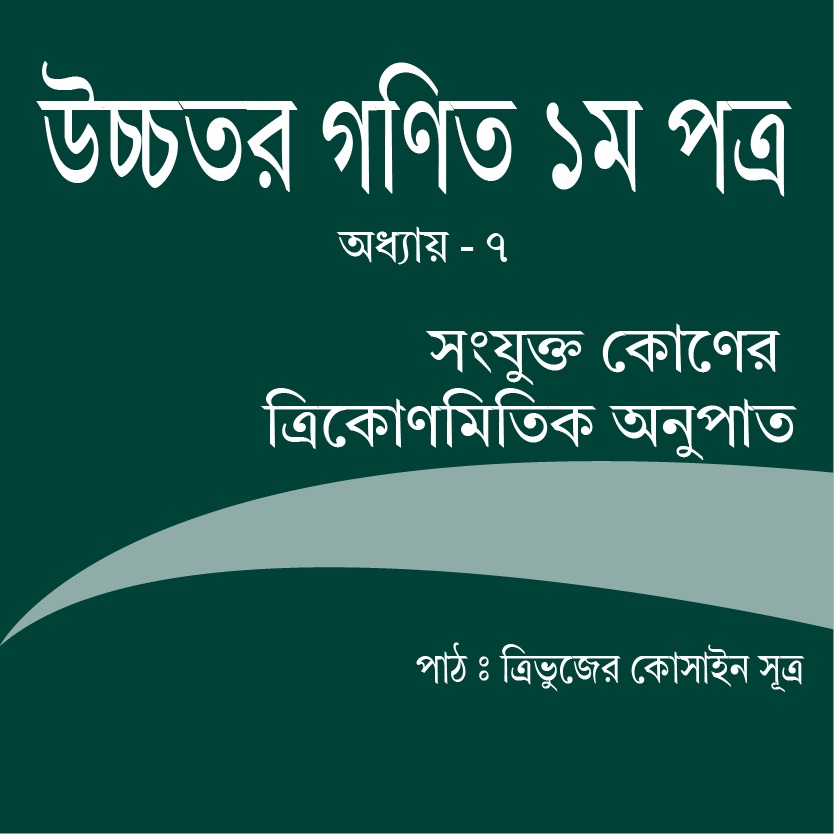 উচ্চতর গণিত ১ম পত্র
অধ্যায় - ৭
সংযুক্ত কোণের
ত্রিকোণমিতিক অনুপাত
পাঠ ঃ ত্রিভুজের কোসাইন সূত্র